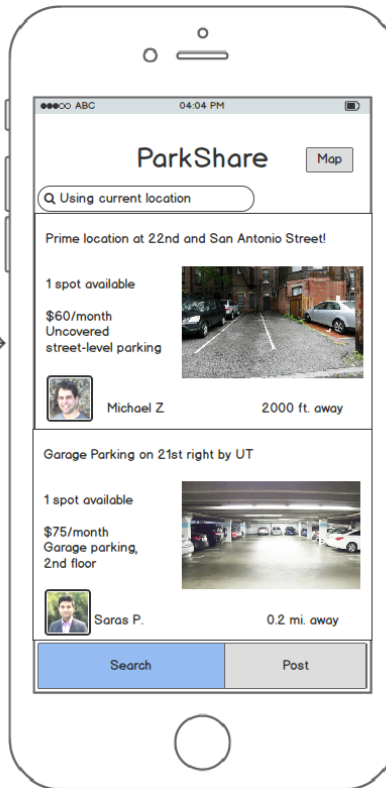 ABC 04:04 PM
ParkShare
Map
Using current location
Prime location at 22nd and San Antonio Street!
1 spot available
$60/month
Uncovered
street-level parking
Michael Z 2000 ft. away
Garage Parking on 21st right by UT
1 spot available
$75/month
Garage parking,
2nd floor
Saras P. 0.2 mi. away
Search Post